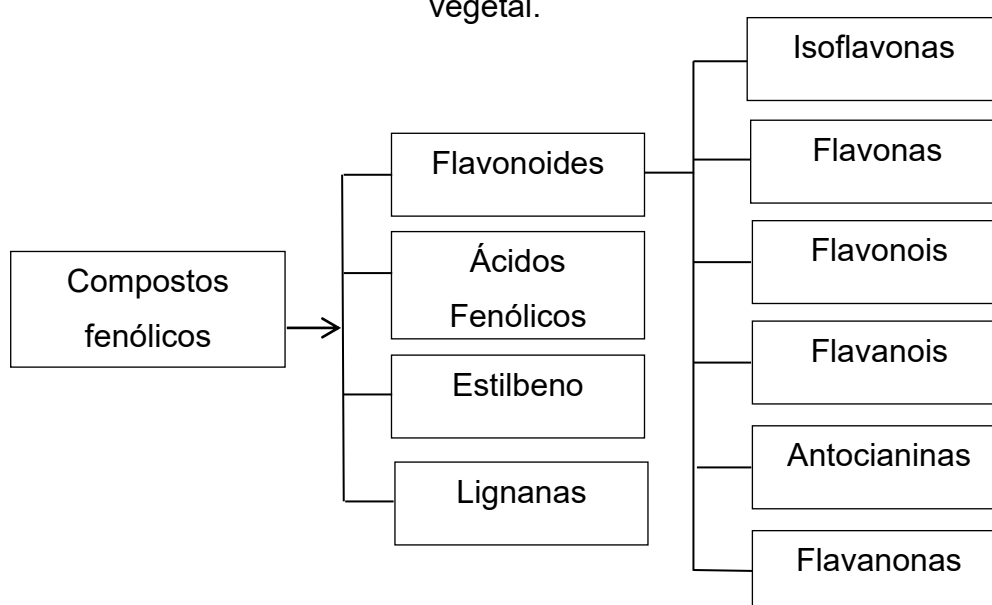 vegetal.
Compostos
fenólicos
Flavonoides
Ácidos
Fenólicos
Estilbeno
Lignanas
Isoflavonas
Flavonas
Flavonois
Flavanois
Antocianinas
Flavanonas